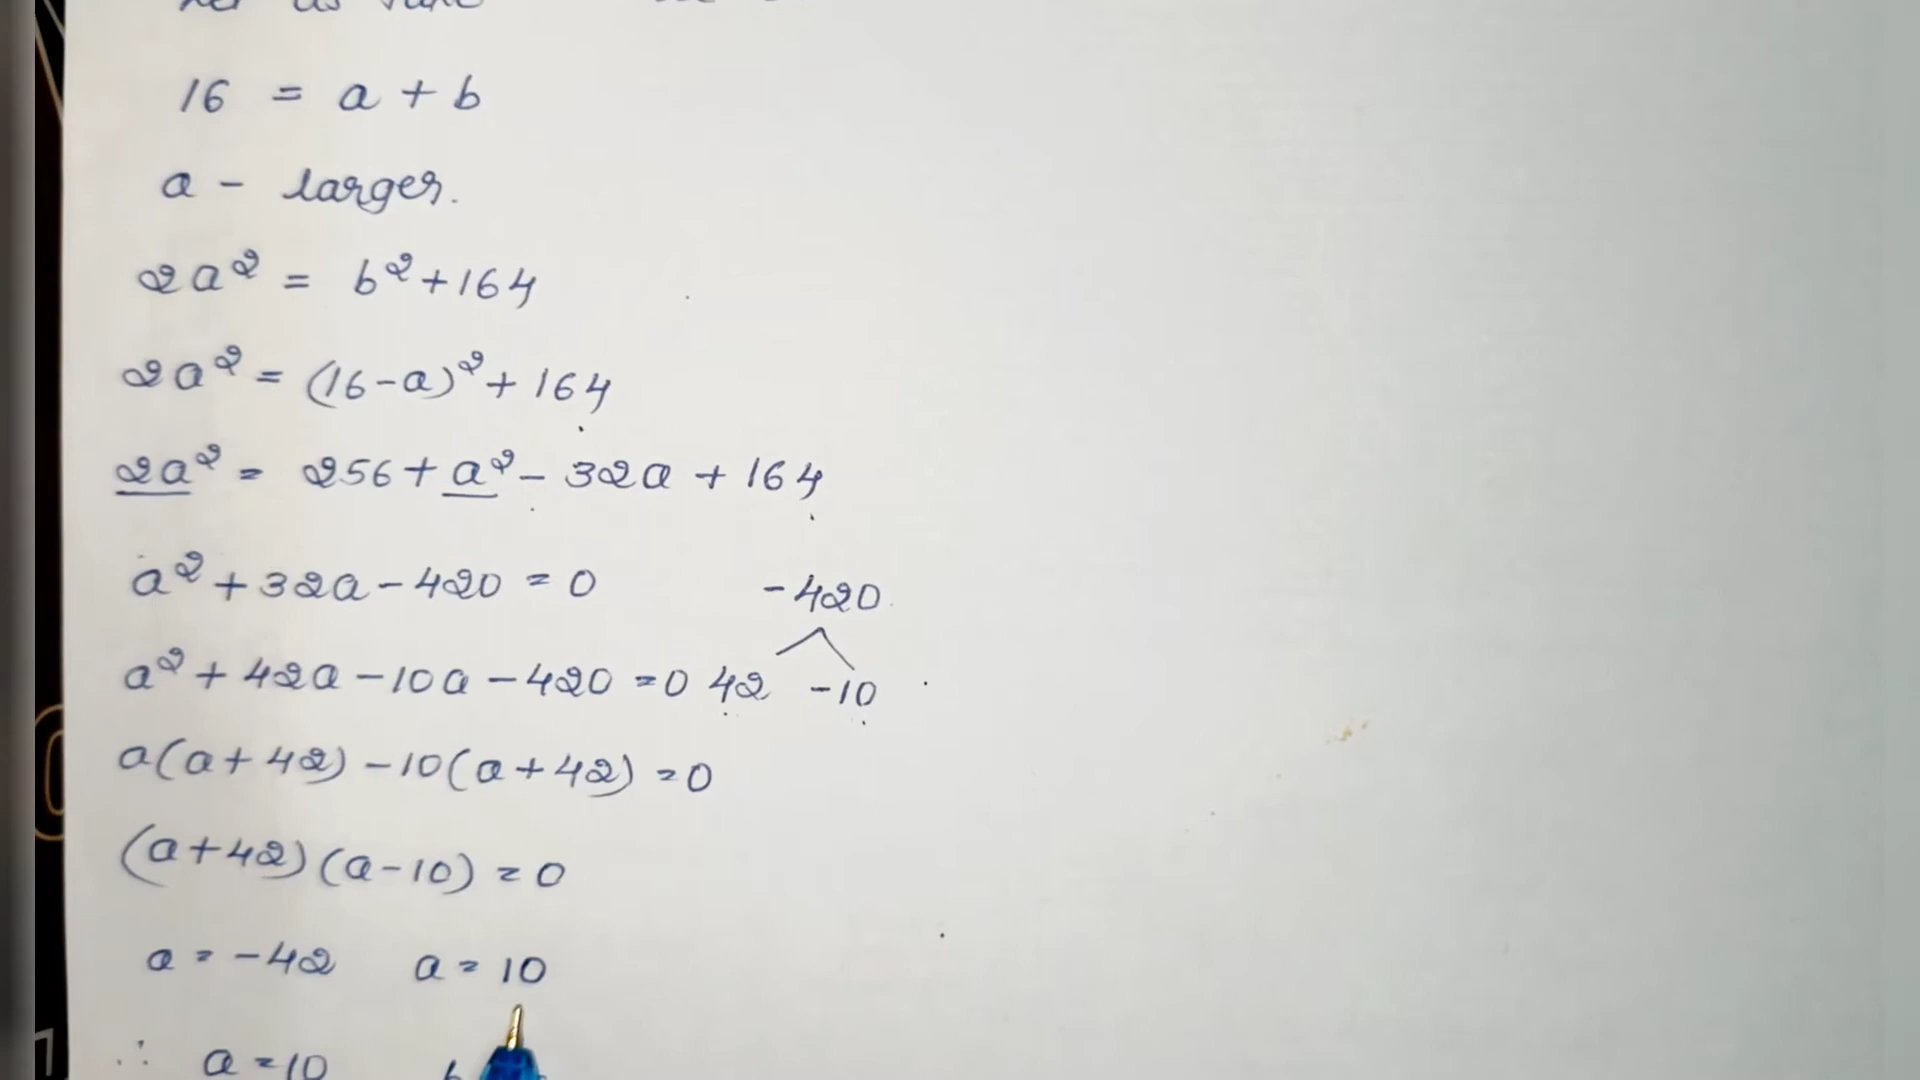 16 = a + b
a - larger.
2a² = b² + 164
2a² = (16-a)² + 164
2a² = 256 + a² - 32a + 164
a² + 32a - 420 = 0
-420
a² + 42a - 10a - 420 = 0
42 -10
a(a+42) - 10(a+42) = 0
(a+42)(a-10) = 0
a = -42 a = 10
∴ a = 10